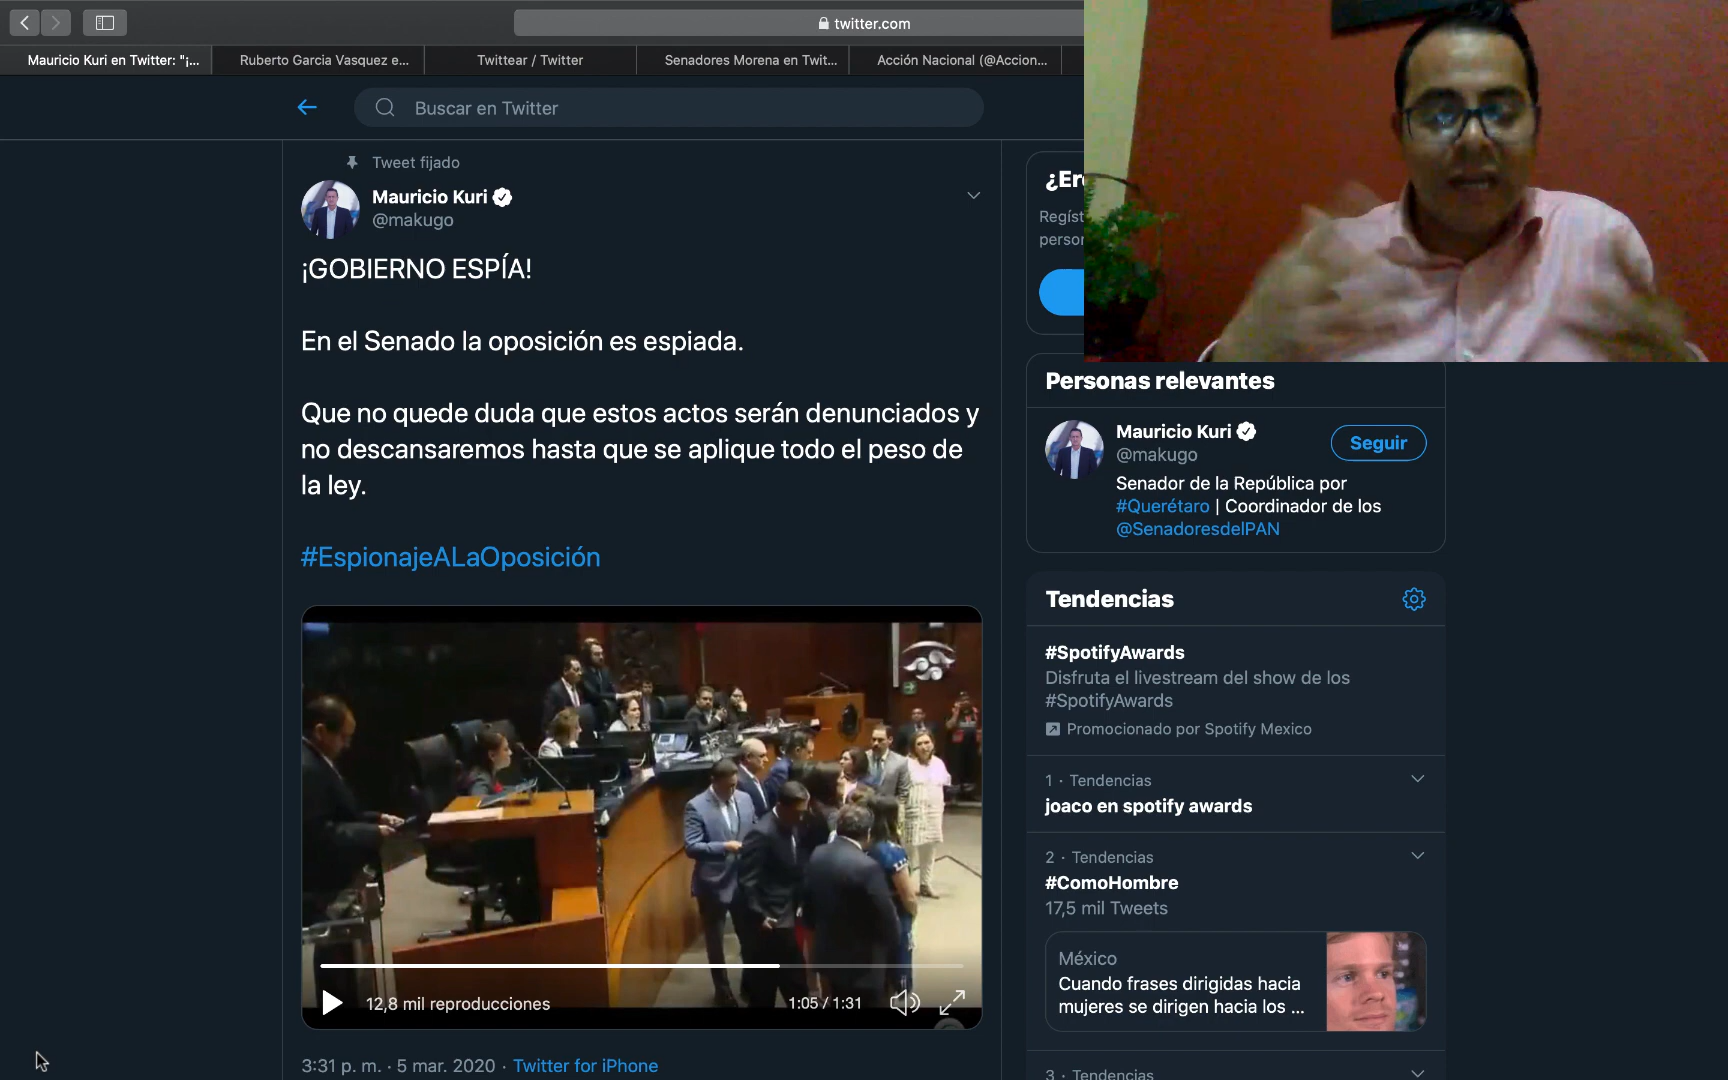 twitter.com
Mauricio Kuri en Twitter: "¡...
Ruberto Garcia Vasquez e...
Twittear / Twitter
Senadores Morena en Twit...
Acción Nacional (@Accion...
Buscar en Twitter
Tweet fijado
Mauricio Kuri
@makugo
¡GOBIERNO ESPÍA!
En el Senado la oposición es espiada.
Que no quede duda que estos actos serán denunciados y
no descansaremos hasta que se aplique todo el peso de
la ley.
#EspionajeALaOposición
12,8 mil reproducciones
1:05 / 1:31
3:31 p. m. · 5 mar. 2020 · Twitter for iPhone
Personas relevantes
Mauricio Kuri
@makugo
Seguir
Senador de la República por
#Querétaro | Coordinador de los
@SenadoresdelPAN
Tendencias
#SpotifyAwards
Disfruta el livestream del show de los
#SpotifyAwards
Promocionado por Spotify Mexico
1 · Tendencias
joaco en spotify awards
2 · Tendencias
#ComoHombre
17,5 mil Tweets
México
Cuando frases dirigidas hacia
mujeres se dirigen hacia los ...
3 · Tendencias